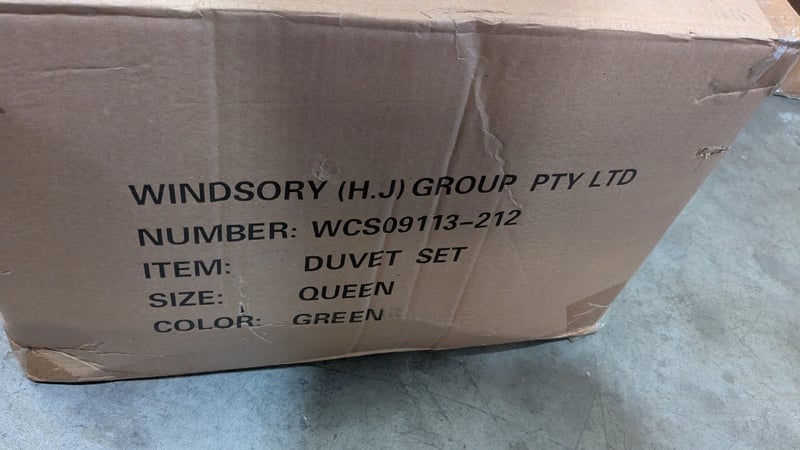 WINDSORY (H.J) GROUP PTY LTD
NUMBER: WCS09113-212
ITEM: DUVET SET
SIZE: QUEEN
COLOR: GREEN